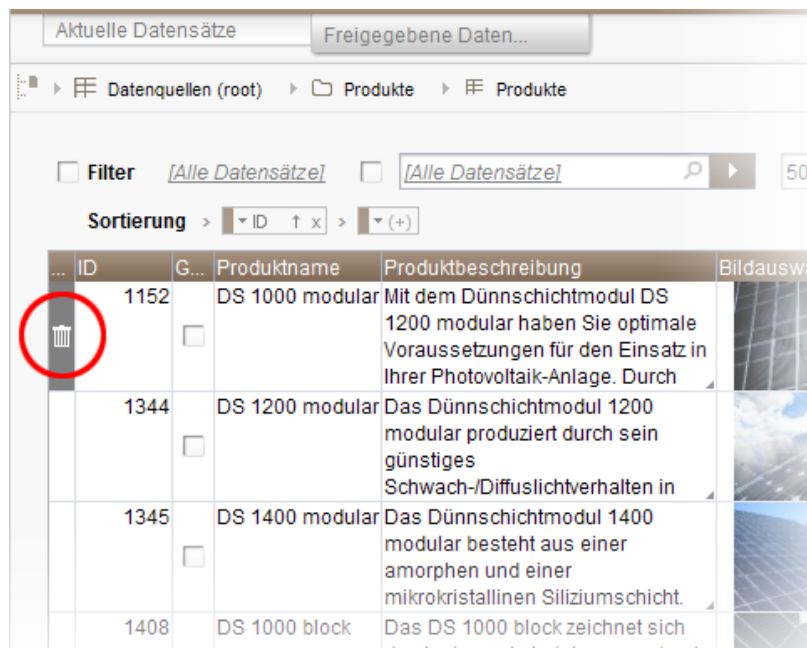 Aktuelle Datensätze
Freigegebene Daten...
Datenquellen (root) Produkte Produkte
Filter [Alle Datensätze] [Alle Datensätze] 50
Sortierung > ID ↑ x > (+)
... ID G... Produktname Produktbeschreibung Bildausw
1152 DS 1000 modular Mit dem Dünnschichtmodul DS
1200 modular haben Sie optimale
Voraussetzungen für den Einsatz in
Ihrer Photovoltaik-Anlage. Durch
1344 DS 1200 modular Das Dünnschichtmodul 1200
modular produziert durch sein
günstiges
Schwach-/Diffuslichtverhalten in
1345 DS 1400 modular Das Dünnschichtmodul 1400
modular besteht aus einer
amorphen und einer
mikrokristallinen Siliziumschicht.
1408 DS 1000 block Das DS 1000 block zeichnet sich